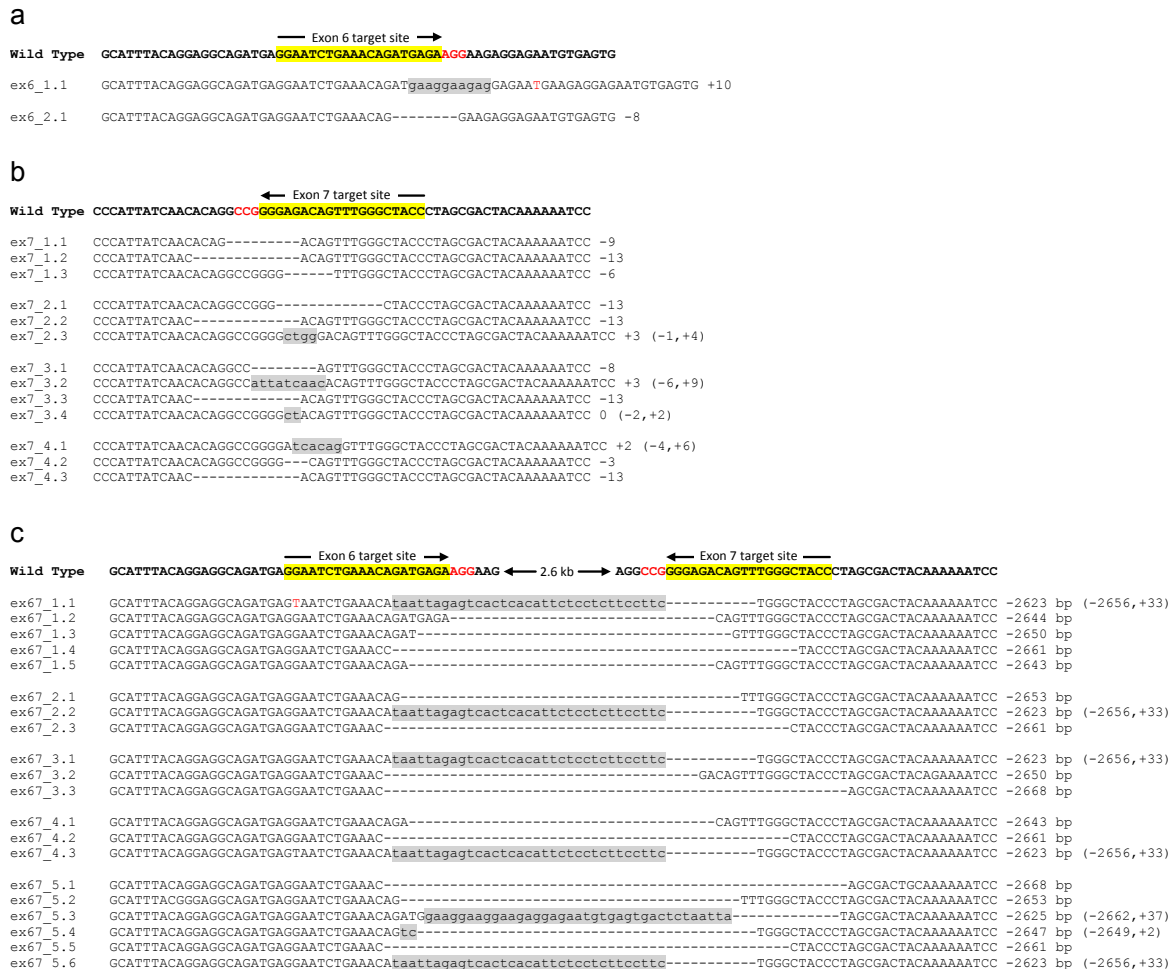 a
Exon 6 target site
Wild Type GCATTTACAGGAGGCAGATGAGGAATCTGAAACAGATGAGAAGGAAGAGGAGAATGTGAGTG
ex6_1.1 GCATTTACAGGAGGCAGATGAGGAATCTGAAACAGATgaaggaagagGAGAATGAAGAGGAGAATGTGAGTG +10
ex6_2.1 GCATTTACAGGAGGCAGATGAGGAATCTGAAACAG--------GAAGAGGAGAATGTGAGTG -8
b
Exon 7 target site
Wild Type CCCATTATCAACACAGGCCGGGGAGACAGTTTGGGCTACCCTAGCGACTACAAAAAATCC
ex7_1.1 CCCATTATCAACACAG---------ACAGTTTGGGCTACCCTAGCGACTACAAAAAATCC -9
ex7_1.2 CCCATTATCAAC-------------ACAGTTTGGGCTACCCTAGCGACTACAAAAAATCC -13
ex7_1.3 CCCATTATCAACACAGGCCGGGG------TTTGGGCTACCCTAGCGACTACAAAAAATCC -6
ex7_2.1 CCCATTATCAACACAGGCCGGG-------------CTACCCTAGCGACTACAAAAAATCC -13
ex7_2.2 CCCATTATCAAC-------------ACAGTTTGGGCTACCCTAGCGACTACAAAAAATCC -13
ex7_2.3 CCCATTATCAACACAGGCCGGGGctggGACAGTTTGGGCTACCCTAGCGACTACAAAAAATCC +3 (-1,+4)
ex7_3.1 CCCATTATCAACACAGGCC--------AGTTTGGGCTACCCTAGCGACTACAAAAAATCC -8
ex7_3.2 CCCATTATCAACACAGGCCattatcaacACAGTTTGGGCTACCCTAGCGACTACAAAAAATCC +3 (-6,+9)
ex7_3.3 CCCATTATCAAC-------------ACAGTTTGGGCTACCCTAGCGACTACAAAAAATCC -13
ex7_3.4 CCCATTATCAACACAGGCCGGGGctACAGTTTGGGCTACCCTAGCGACTACAAAAAATCC 0 (-2,+2)
ex7_4.1 CCCATTATCAACACAGGCCGGGGAtcacagGTTTGGGCTACCCTAGCGACTACAAAAAATCC +2 (-4,+6)
ex7_4.2 CCCATTATCAACACAGGCCGGGG---CAGTTTGGGCTACCCTAGCGACTACAAAAAATCC -3
ex7_4.3 CCCATTATCAAC-------------ACAGTTTGGGCTACCCTAGCGACTACAAAAAATCC -13
c
Exon 6 target site Exon 7 target site
Wild Type GCATTTACAGGAGGCAGATGAGGAATCTGAAACAGATGAGAAGGAAG 2.6 kb AGGCCGGGGAGACAGTTTGGGCTACCCTAGCGACTACAAAAAATCC
ex67_1.1 GCATTTACAGGAGGCAGATGAGTAATCTGAAACAtaattagagtcactcacattctcctcttccttc-----------TGGGCTACCCTAGCGACTACAAAAAATCC -2623 bp (-2656,+33)
ex67_1.2 GCATTTACAGGAGGCAGATGAGGAATCTGAAACAGATGAGA---------------------------------CAGTTTGGGCTACCCTAGCGACTACAAAAAATCC -2644 bp
ex67_1.3 GCATTTACAGGAGGCAGATGAGGAATCTGAAACAGAT---------------------------------------GTTTGGGCTACCCTAGCGACTACAAAAAATCC -2650 bp
ex67_1.4 GCATTTACAGGAGGCAGATGAGGAATCTGAAACC--------------------------------------------------TACCCTAGCGACTACAAAAAATCC -2661 bp
ex67_1.5 GCATTTACAGGAGGCAGATGAGGAATCTGAAACAGA--------------------------------------CAGTTTGGGCTACCCTAGCGACTACAAAAAATCC -2643 bp
ex67_2.1 GCATTTACAGGAGGCAGATGAGGAATCTGAAACAG------------------------------------------TTTGGGCTACCCTAGCGACTACAAAAAATCC -2653 bp
ex67_2.2 GCATTTACAGGAGGCAGATGAGGAATCTGAAACAtaattagagtcactcacattctcctcttccttc-----------TGGGCTACCCTAGCGACTACAAAAAATCC -2623 bp (-2656,+33)
ex67_2.3 GCATTTACAGGAGGCAGATGAGGAATCTGAAAC--------------------------------------------------CTACCCTAGCGACTACAAAAAATCC -2661 bp
ex67_3.1 GCATTTACAGGAGGCAGATGAGGAATCTGAAACAtaattagagtcactcacattctcctcttccttc-----------TGGGCTACCCTAGCGACTACAAAAAATCC -2623 bp (-2656,+33)
ex67_3.2 GCATTTACAGGAGGCAGATGAGGAATCTGAAAC--------------------------------------GACAGTTTGGGCTACCCTAGCGACTACAGAAAATCC -2650 bp
ex67_3.3 GCATTTACAGGAGGCAGATGAGGAATCTGAAAC---------------------------------------------------------AGCGACTACAAAAAATCC -2668 bp
ex67_4.1 GCATTTACAGGAGGCAGATGAGGAATCTGAAACAGA--------------------------------------CAGTTTGGGCTACCCTAGCGACTACAAAAAATCC -2643 bp
ex67_4.2 GCATTTACAGGAGGCAGATGAGGAATCTGAAAC--------------------------------------------------CTACCCTAGCGACTACAAAAAATCC -2661 bp
ex67_4.3 GCATTTACAGGAGGCAGATGAGTAATCTGAAACAtaattagagtcactcacattctcctcttccttc-----------TGGGCTACCCTAGCGACTACAAAAAATCC -2623 bp (-2656,+33)
ex67_5.1 GCATTTACAGGAGGCAGATGAGGAATCTGAAAC---------------------------------------------------------AGCGACTGCAAAAAATCC -2668 bp
ex67_5.2 GCATTTACGGGAGGCAGATGAGGAATCTGAAACAG------------------------------------------TTTGGGCTACCCTAGCGACTACAAAAAATCC -2653 bp
ex67_5.3 GCATTTACAGGAGGCAGATGAGGAATCTGAAACAGATGgaaggaaggaagaggagaatgtgagtgactctaatta-------------TAGCGACTACAAAAAATCC -2625 bp (-2662,+37)
ex67_5.4 GCATTTACAGGAGGCAGATGAGGAATCTGAAACAGtc-----------------------------------------TGGGCTACCCTAGCGACTACAAAAAATCC -2647 bp (-2649,+2)
ex67_5.5 GCATTTACAGGAGGCAGATGAGGAATCTGAAAC--------------------------------------------------CTACCCTAGCGACTACAAAAAATCC -2661 bp
ex67_5.6 GCATTTACAGGAGGCAGATGAGGAATCTGAAACAtaattagagtcactcacattctcctcttccttc-----------TGGGCTACCCTAGCGACTACAAAAAATCC -2623 bp (-2656,+33)